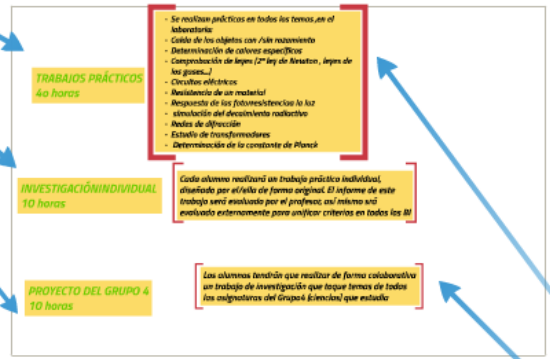 - Se realizan prácticas en todos los temas ,en el
laboratorio:
- Caída de los objetos con /sin rozamiento
- Determinación de calores específicos
- Comprobación de leyes (2ª ley de Newton , leyes de
los gases...)
- Circuitos eléctricos
- Resistencia de un material
- Respuesta de las fotorresistencias la luz
- simulación del decaimiento radiactivo
- Redes de difracción
- Estudio de transformadores
- Determinación de la constante de Planck
TRABAJOS PRÁCTICOS
4o horas
Cada alumno realizará un trabajo práctico individual,
diseñado por el/ella de forma original. El informe de este
trabajo será evaluado por el profesor, así mismo srá
evaluado externamente para unificar criterios en todos los BI
INVESTIGACIÓNINDIVIDUAL
10 horas
Los alumnos tendrán que realizar de forma colaborativa
un trabajo de investigación que toque temas de todas
las asignaturas del Grupo4 (ciencias) que estudia
PROYECTO DEL GRUPO 4
10 horas